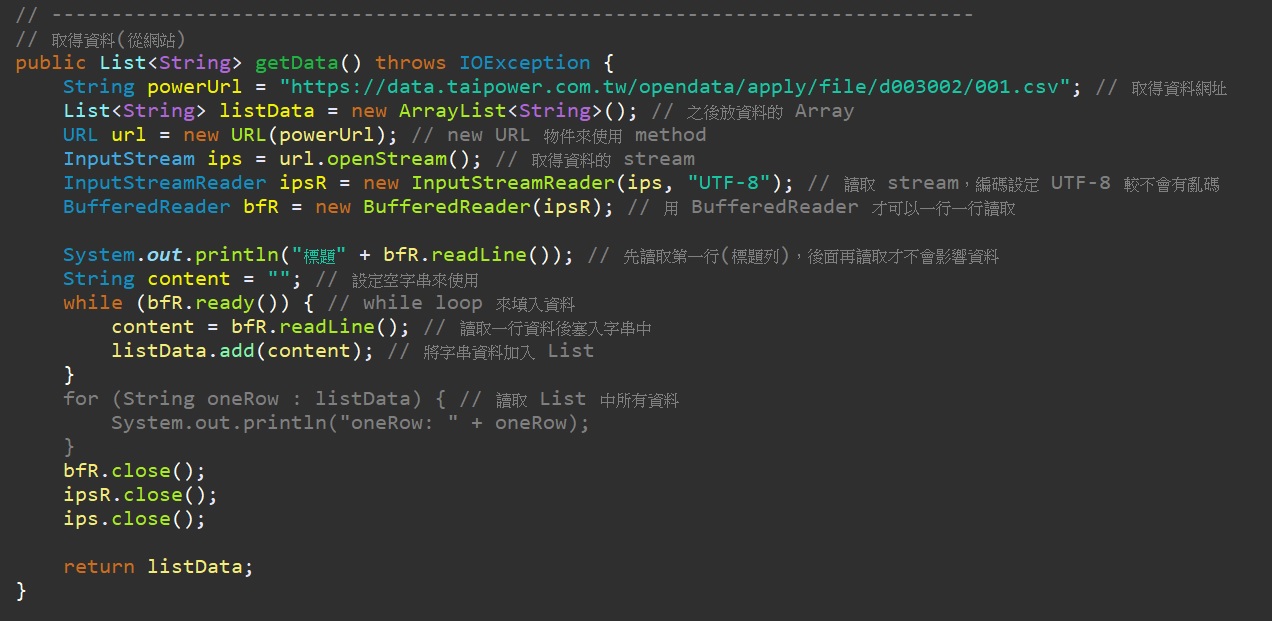 // -----------------------------------------------------------------------------
// 取得資料(從網站)
public List<String> getData() throws IOException {
    String powerUrl = "https://data.taipower.com.tw/opendata/apply/file/d003002/001.csv"; // 取得資料網址
    List<String> listData = new ArrayList<String>(); // 之後放資料的 Array
    URL url = new URL(powerUrl); // new URL 物件來使用 method
    InputStream ips = url.openStream(); // 取得資料的 stream
    InputStreamReader ipsR = new InputStreamReader(ips, "UTF-8"); // 讀取 stream，編碼設定 UTF-8 較不會有亂碼
    BufferedReader bfR = new BufferedReader(ipsR); // 用 BufferedReader 才可以一行一行讀取

    System.out.println("標題" + bfR.readLine()); // 先讀取第一行(標題列)，後面再讀取才不會影響資料
    String content = ""; // 設定空字串來使用
    while (bfR.ready()) { // while loop 來填入資料
        content = bfR.readLine(); // 讀取一行資料後塞入字串中
        listData.add(content); // 將字串資料加入 List
    }
    for (String oneRow : listData) { // 讀取 List 中所有資料
        System.out.println("oneRow: " + oneRow);
    }
    bfR.close();
    ipsR.close();
    ips.close();

    return listData;
}